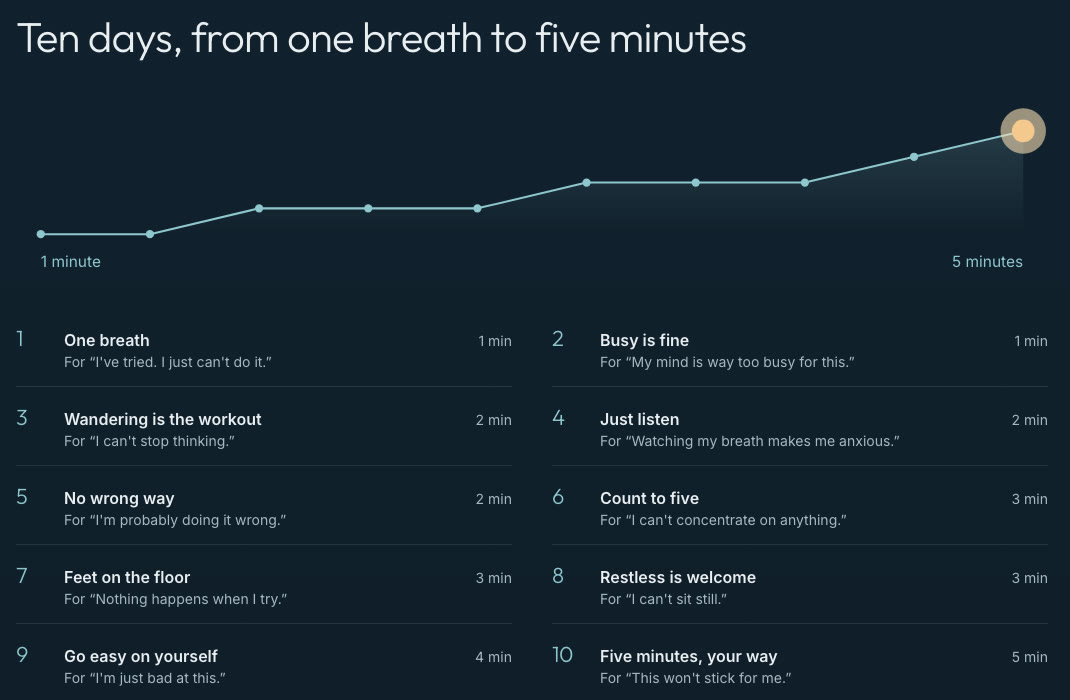 Ten days, from one breath to five minutes
1 minute
5 minutes
1
One breath
1 min
For “I've tried. I just can't do it.”
2
Busy is fine
1 min
For “My mind is way too busy for this.”
3
Wandering is the workout
2 min
For “I can't stop thinking.”
4
Just listen
2 min
For “Watching my breath makes me anxious.”
5
No wrong way
2 min
For “I'm probably doing it wrong.”
6
Count to five
3 min
For “I can't concentrate on anything.”
7
Feet on the floor
3 min
For “Nothing happens when I try.”
8
Restless is welcome
3 min
For “I can't sit still.”
9
Go easy on yourself
4 min
For “I'm just bad at this.”
10
Five minutes, your way
5 min
For “This won't stick for me.”